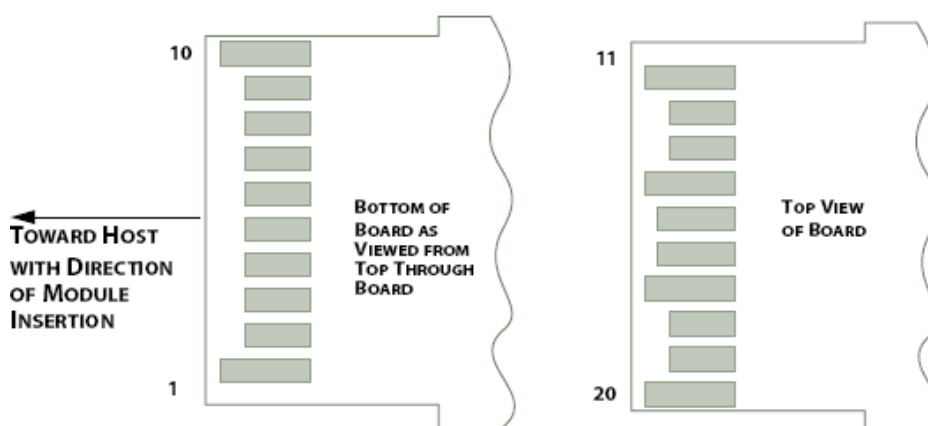 10
1
TOWARD HOST
WITH DIRECTION
OF MODULE
INSERTION
BOTTOM OF
BOARD AS
VIEWED FROM
TOP THROUGH
BOARD
11
20
TOP VIEW
OF BOARD